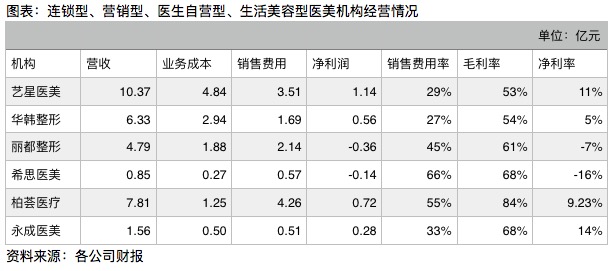 图表：连锁型、营销型、医生自营型、生活美容型医美机构经营情况
单位：亿元
机构 营收 业务成本 销售费用 净利润 销售费用率 毛利率 净利率
艺星医美 10.37 4.84 3.51 1.14 29% 53% 11%
华韩整形 6.33 2.94 1.69 0.56 27% 54% 5%
丽都整形 4.79 1.88 2.14 -0.36 45% 61% -7%
希思医美 0.85 0.27 0.57 -0.14 66% 68% -16%
柏荟医疗 7.81 1.25 4.26 0.72 55% 84% 9.23%
永成医美 1.56 0.50 0.51 0.28 33% 68% 14%
资料来源：各公司财报